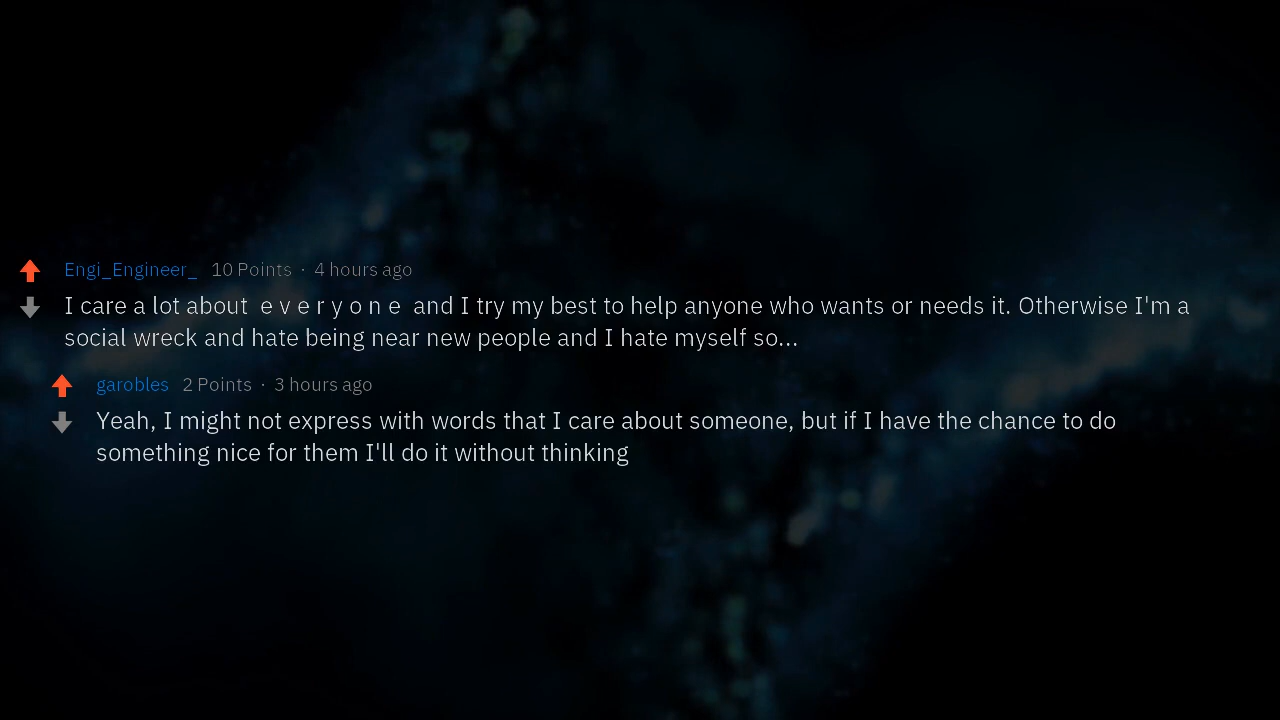 Engi_Engineer_ 10 Points · 4 hours ago
I care a lot about e v e r y o n e and I try my best to help anyone who wants or needs it. Otherwise I'm a
social wreck and hate being near new people and I hate myself so...
garobles 2 Points · 3 hours ago
Yeah, I might not express with words that I care about someone, but if I have the chance to do
something nice for them I'll do it without thinking